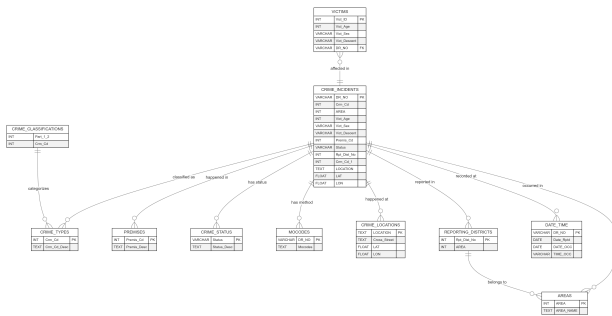 VICTIMS
INT Vict_ID PK
INT Vict_Age
VARCHAR Vict_Sex
VARCHAR Vict_Descent
VARCHAR DR_NO FK
affected in
CRIME_INCIDENTS
VARCHAR DR_NO PK
INT Crm_Cd
INT AREA
INT Vict_Age
VARCHAR Vict_Sex
VARCHAR Vict_Descent
INT Premis_Cd
VARCHAR Status
INT Rpt_Dist_No
INT Crm_Cd_1
TEXT LOCATION
FLOAT LAT
FLOAT LON
CRIME_CLASSIFICATIONS
INT Part_1_2
INT Crm_Cd
categorizes
classified as
happened in
has status
has method
happened at
reported in
recorded at
occurred in
CRIME_TYPES
INT Crm_Cd PK
TEXT Crm_Cd_Desc
PREMISES
INT Premis_Cd PK
TEXT Premis_Desc
CRIME_STATUS
VARCHAR Status PK
TEXT Status_Desc
MOCODES
VARCHAR DR_NO PK
TEXT Mocodes
CRIME_LOCATIONS
TEXT LOCATION PK
TEXT Cross_Street
FLOAT LAT
FLOAT LON
REPORTING_DISTRICTS
INT Rpt_Dist_No PK
INT AREA
DATE_TIME
VARCHAR DR_NO PK
DATE Date_Rptd
DATE DATE_OCC
VARCHAR TIME_OCC
belongs to
AREAS
INT AREA PK
TEXT AREA_NAME